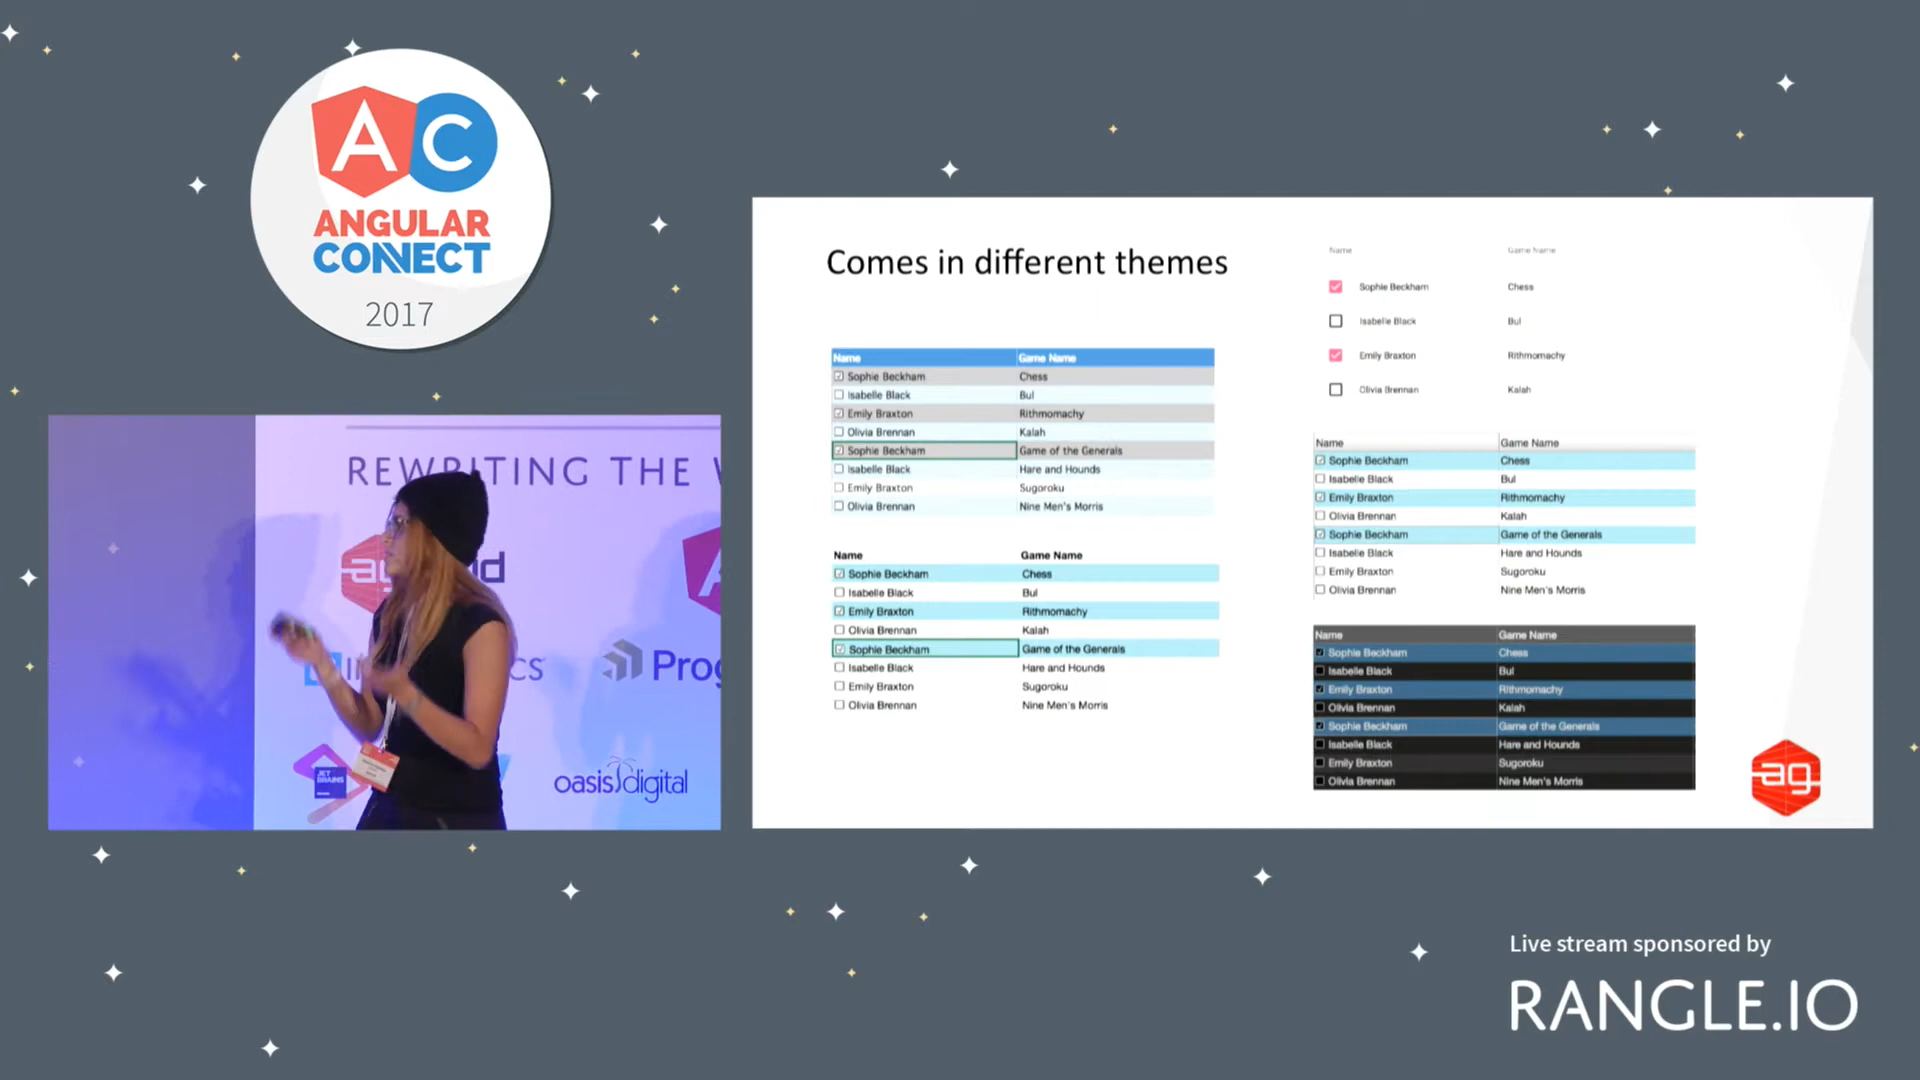 AC
ANGULAR
CONNECT
2017
REWRITING THE
ag
Prog
JET
BRAINS
oasis digital
Comes in different themes
Name Game Name
Sophie Beckham Chess
Isabelle Black Bul
Emily Braxton Rithmomachy
Olivia Brennan Kalah
Sophie Beckham Game of the Generals
Isabelle Black Hare and Hounds
Emily Braxton Sugoroku
Olivia Brennan Nine Men's Morris
Name Game Name
Sophie Beckham Chess
Isabelle Black Bul
Emily Braxton Rithmomachy
Olivia Brennan Kalah
Sophie Beckham Game of the Generals
Isabelle Black Hare and Hounds
Emily Braxton Sugoroku
Olivia Brennan Nine Men's Morris
Name Game Name
Sophie Beckham Chess
Isabelle Black Bul
Emily Braxton Rithmomachy
Olivia Brennan Kalah
Name Game Name
Sophie Beckham Chess
Isabelle Black Bul
Emily Braxton Rithmomachy
Olivia Brennan Kalah
Sophie Beckham Game of the Generals
Isabelle Black Hare and Hounds
Emily Braxton Sugoroku
Olivia Brennan Nine Men's Morris
Name Game Name
Sophie Beckham Chess
Isabelle Black Bul
Emily Braxton Rithmomachy
Olivia Brennan Kalah
Sophie Beckham Game of the Generals
Isabelle Black Hare and Hounds
Emily Braxton Sugoroku
Olivia Brennan Nine Men's Morris
ag
Live stream sponsored by
RANGLE.IO